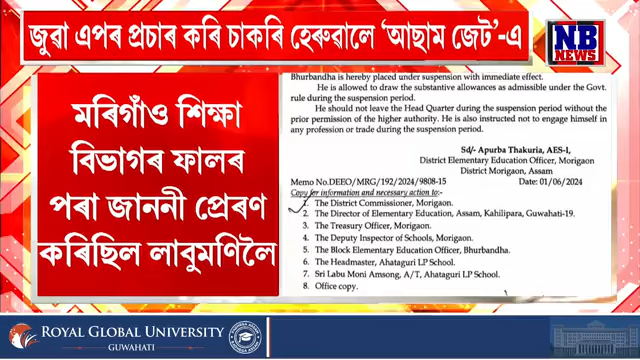 জুৱা এপৰ প্ৰচাৰ কৰি চাকৰি হেৰুৱালে ‘আছাম জেট’-এ
NB
NEWS
মৰিগাঁও শিক্ষা
বিভাগৰ ফালৰ
পৰা জাননী প্ৰেৰণ
কৰিছিল লাবুমণিলৈ
Bhurbandha is hereby placed under suspension with immediate effect.
He is allowed to draw the substantive allowances as admissible under the Govt.
rule during the suspension period.
He should not leave the Head Quarter during the suspension period without the
prior permission of the higher authority. He is also instructed not to engage himself in
any profession or trade during the suspension period.
Sd/- Apurba Thakuria, AES-1,
District Elementary Education Officer, Morigaon
District Morigaon, Assam
Memo No.DEEO/MRG/192/2024/9808-15 Date: 01/06/2024
Copy for information and necessary action to:-
1. The District Commissioner, Morigaon.
2. The Director of Elementary Education, Assam, Kahilipara, Guwahati-19.
3. The Treasury Officer, Morigaon.
4. The Deputy Inspector of Schools, Morigaon.
5. The Block Elementary Education Officer, Bhurbandha.
6. The Headmaster, Ahataguri LP School.
7. Sri Labu Moni Amsong, A/T, Ahataguri LP School.
8. Office copy.
ROYAL GLOBAL UNIVERSITY
GUWAHATI